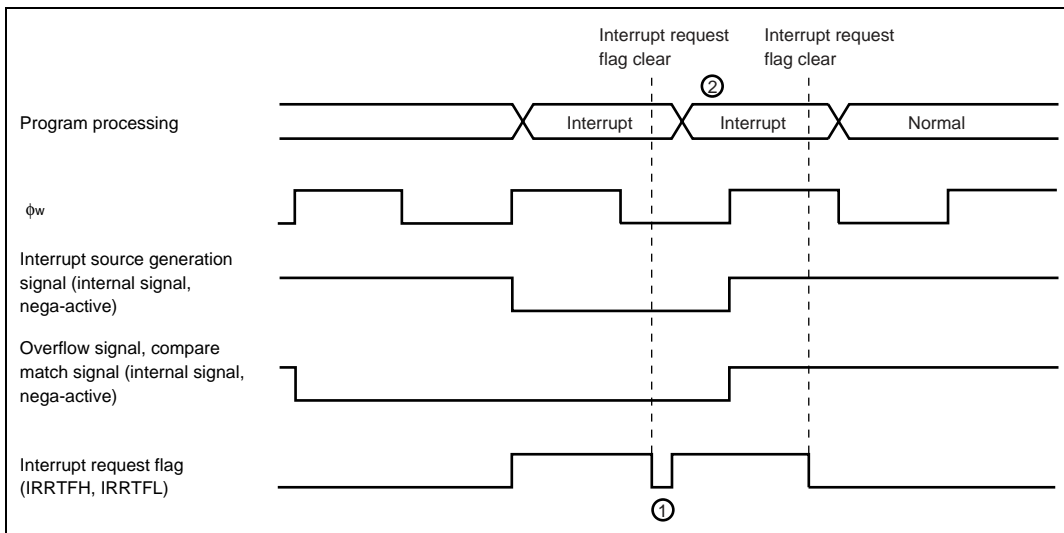 Interrupt request
flag clear
Interrupt request
flag clear
②
Program processing
Interrupt
Interrupt
Normal
φw
Interrupt source generation
signal (internal signal,
nega-active)
Overflow signal, compare
match signal (internal signal,
nega-active)
Interrupt request flag
(IRRTFH, IRRTFL)
①